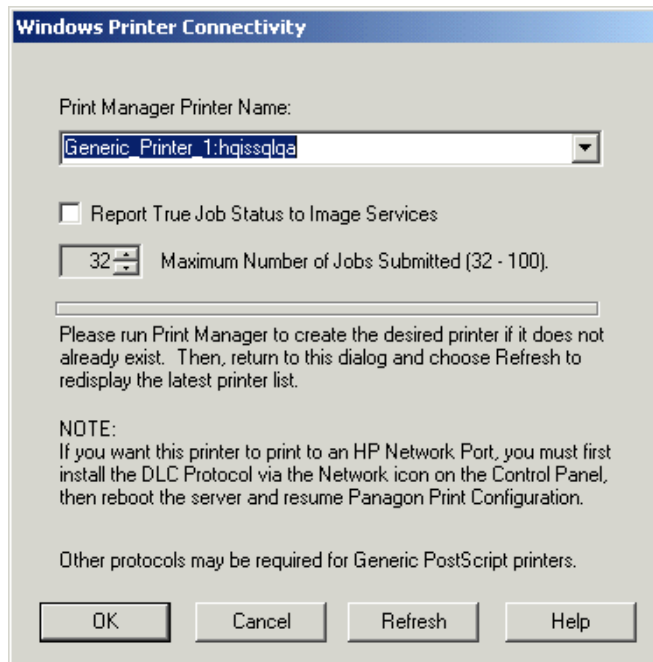 Windows Printer Connectivity
Print Manager Printer Name:
Generic_Printer_1:hqissqlqa
Report True Job Status to Image Services
32 Maximum Number of Jobs Submitted (32 - 100).
Please run Print Manager to create the desired printer if it does not
already exist. Then, return to this dialog and choose Refresh to
redisplay the latest printer list.
NOTE:
If you want this printer to print to an HP Network Port, you must first
install the DLC Protocol via the Network icon on the Control Panel,
then reboot the server and resume Panagon Print Configuration.
Other protocols may be required for Generic PostScript printers.
OK Cancel Refresh Help